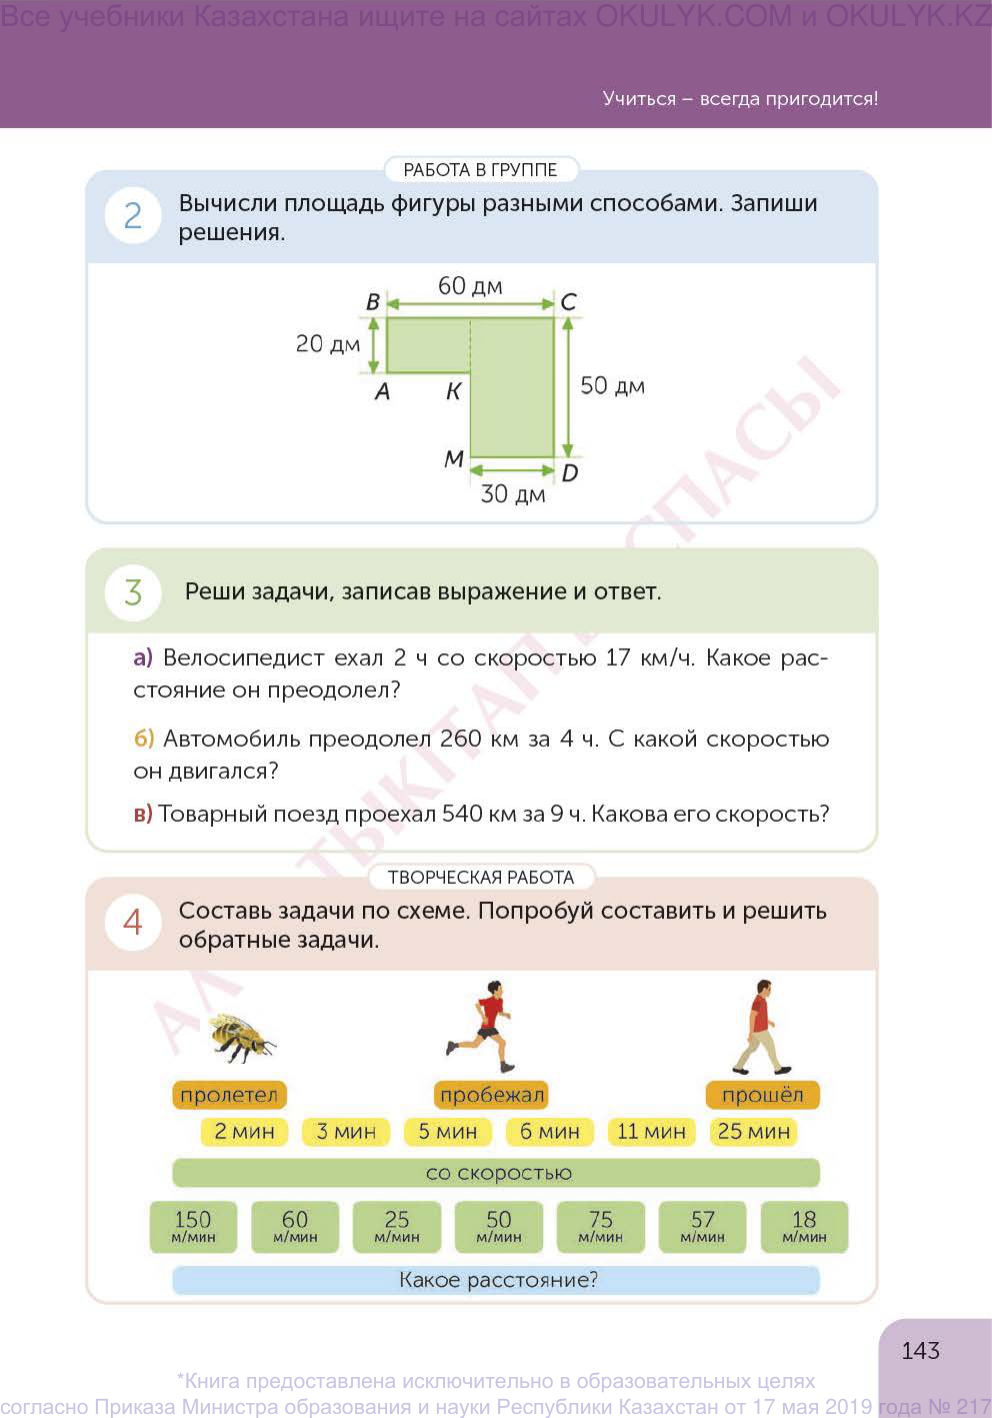 Все учебники Казахстана ищите на сайтах OKULYK.COM и OKULYK.KZ
Учиться – всегда пригодится!
РАБОТА В ГРУППЕ
2
Вычисли площадь фигуры разными способами. Запиши
решения.
60 дм
B
C
20 дм
50 дм
A
K
M
D
30 дм
3
Реши задачи, записав выражение и ответ.
а) Велосипедист ехал 2 ч со скоростью 17 км/ч. Какое рас-
стояние он преодолел?
б) Автомобиль преодолел 260 км за 4 ч. С какой скоростью
он двигался?
в) Товарный поезд проехал 540 км за 9 ч. Какова его скорость?
ТВОРЧЕСКАЯ РАБОТА
4
Составь задачи по схеме. Попробуй составить и решить
обратные задачи.
пролетел
пробежал
прошёл
2 мин
3 мин
5 мин
6 мин
11 мин
25 мин
со скоростью
150 м/мин
60 м/мин
25 м/мин
50 м/мин
75 м/мин
57 м/мин
18 м/мин
Какое расстояние?
143
*Книга предоставлена исключительно в образовательных целях
согласно Приказа Министра образования и науки Республики Казахстан от 17 мая 2019 года № 217